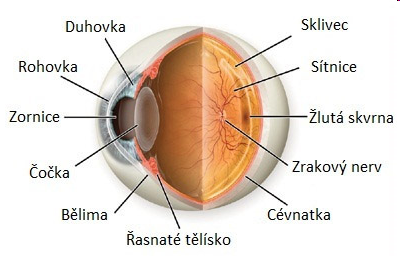 Duhovka
Rohovka
Zornice
Čočka
Bělima
Řasnaté tělísko
Sklivec
Sítnice
Žlutá skvrna
Zrakový nerv
Cévnatka